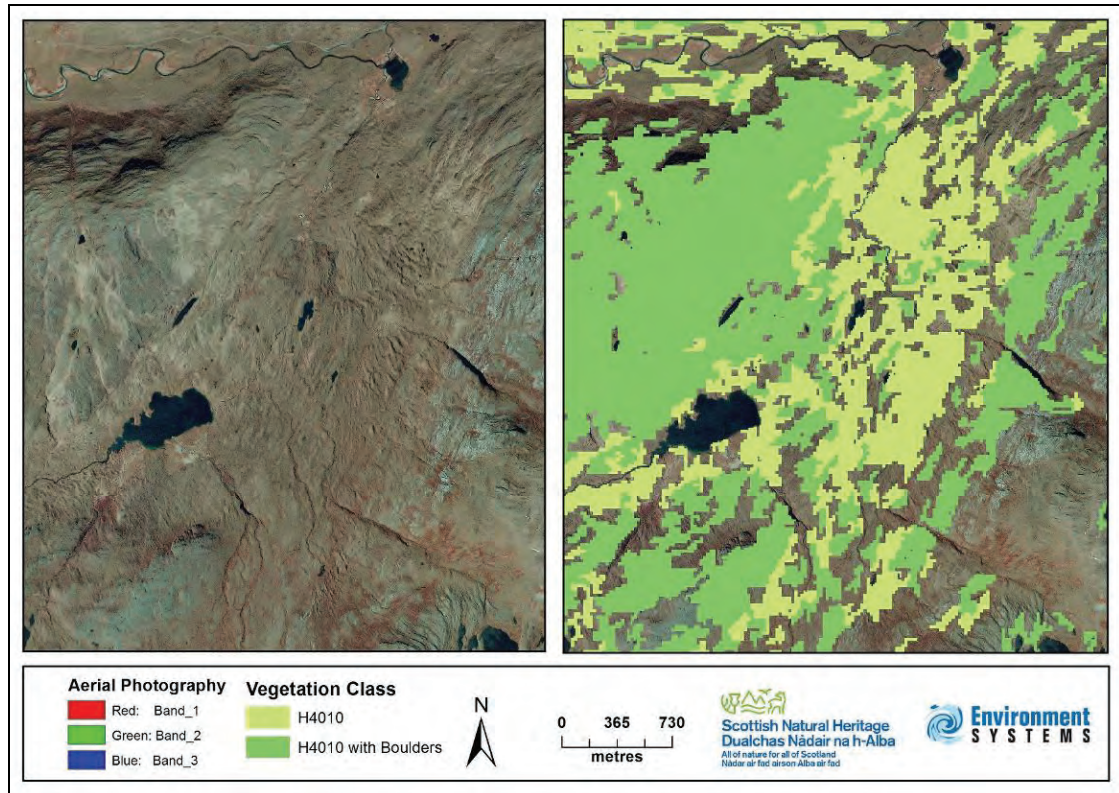 Aerial Photography
Red: Band_1
Green: Band_2
Blue: Band_3
Vegetation Class
H4010
H4010 with Boulders
N
0 365 730
metres
Scottish Natural Heritage
Dualchas Nàdair na h-Alba
All of nature for all of Scotland
Nàdar air fad airson Alba air fad
Environment
SYSTEMS